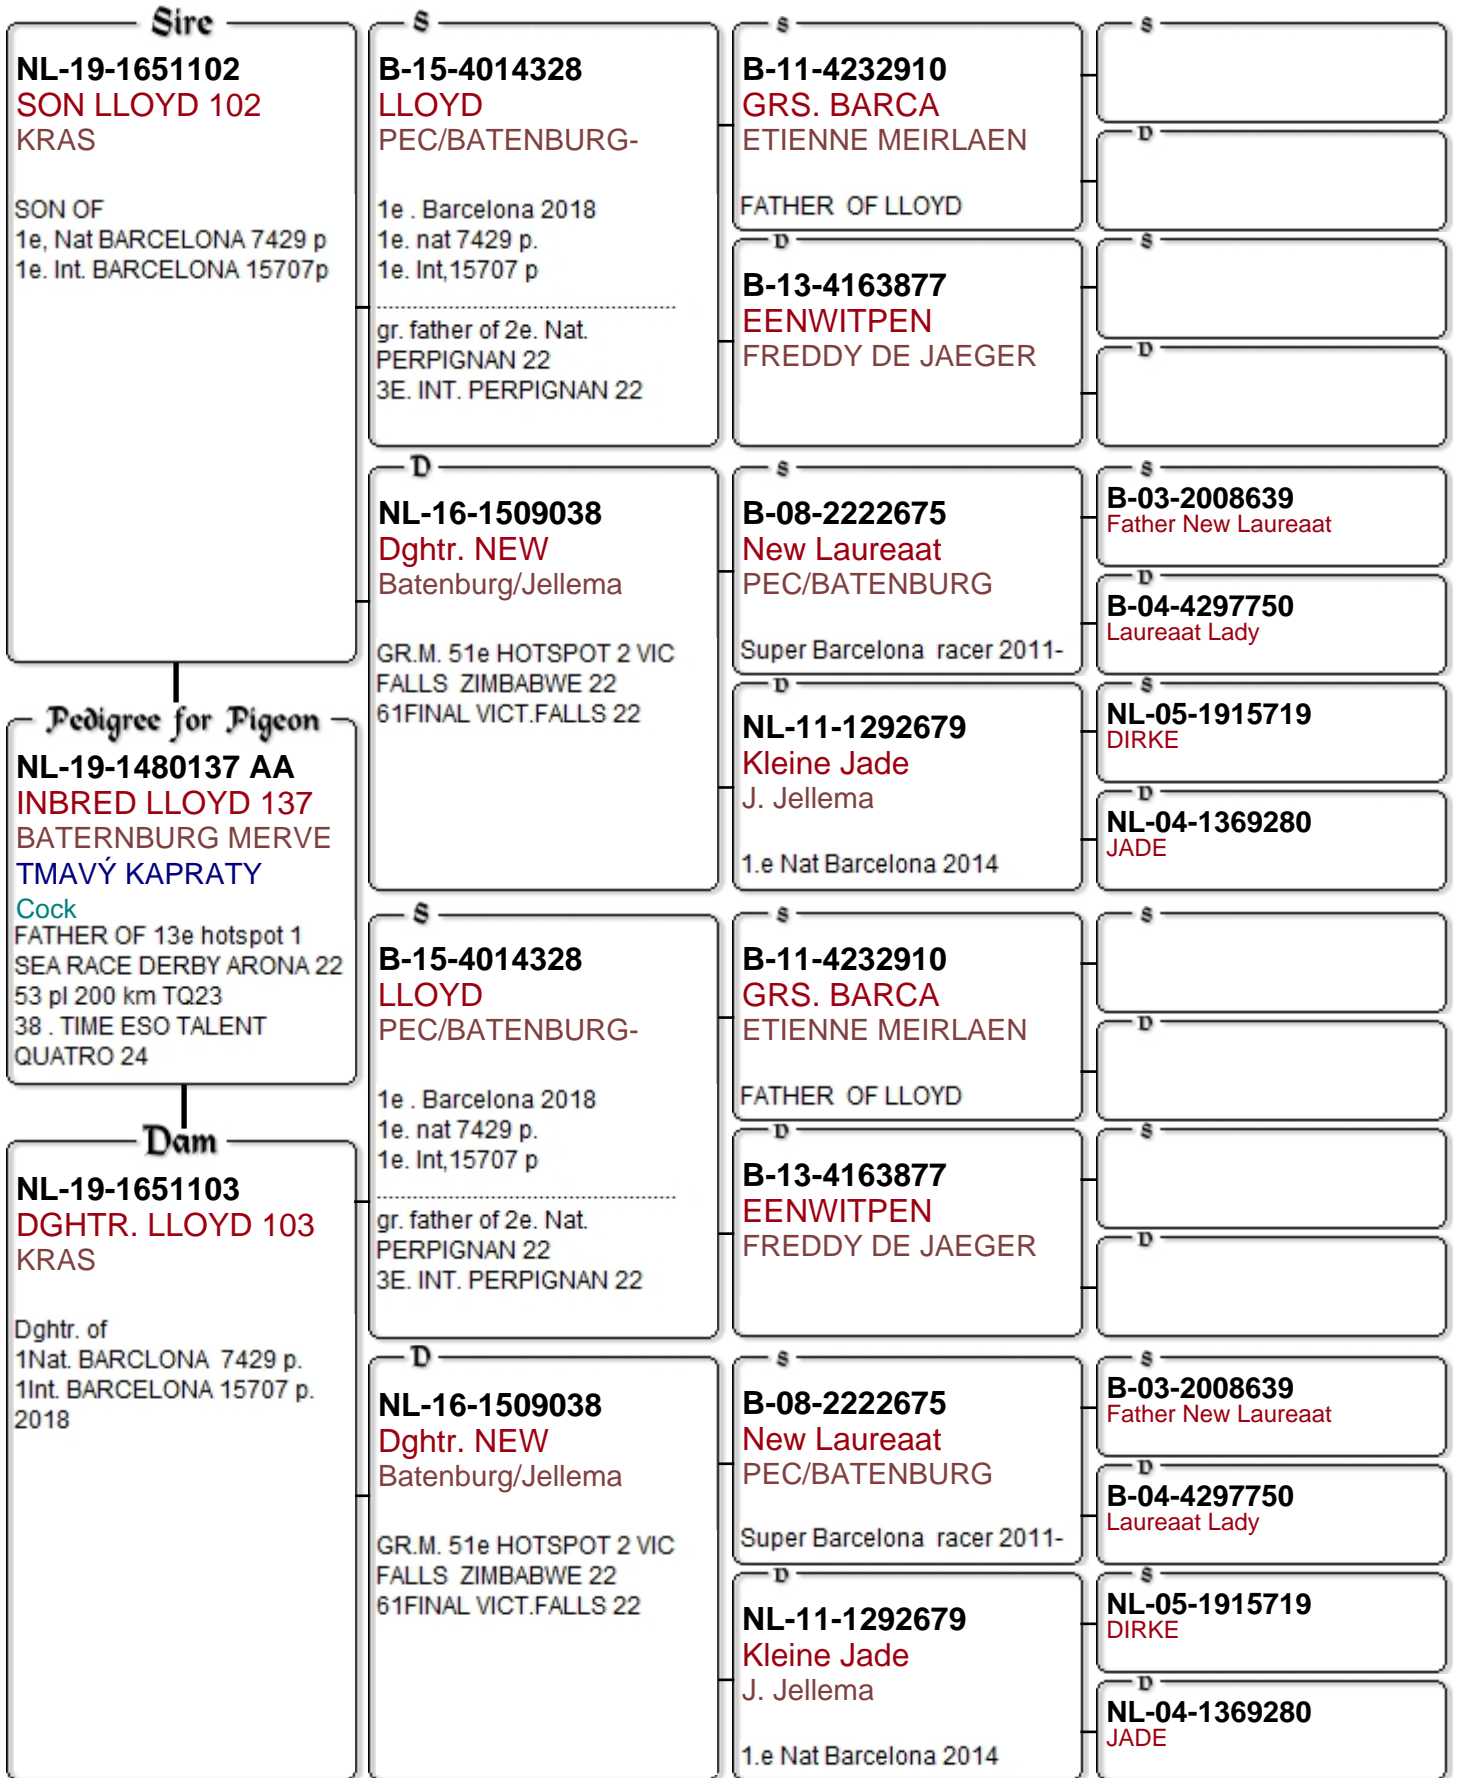 Sire
NL-19-1651102
SON LLOYD 102
KRAS
SON OF
1e, Nat BARCELONA 7429 p
1e. Int. BARCELONA 15707p
Pedigree for Pigeon
NL-19-1480137 AA
INBRED LLOYD 137
BATERNBURG MERVE
TMAVÝ KAPRATY
Cock
FATHER OF 13e hotspot 1
SEA RACE DERBY ARONA 22
53 pl 200 km TQ23
38 . TIME ESO TALENT
QUATRO 24
Dam
NL-19-1651103
DGHTR. LLOYD 103
KRAS
Dghtr. of
1Nat. BARCLONA 7429 p.
1Int. BARCELONA 15707 p.
2018
S
B-15-4014328
LLOYD
PEC/BATENBURG-
1e . Barcelona 2018
1e. nat 7429 p.
1e. Int,15707 p
gr. father of 2e. Nat.
PERPIGNAN 22
3E. INT. PERPIGNAN 22
D
NL-16-1509038
Dghtr. NEW
Batenburg/Jellema
GR.M. 51e HOTSPOT 2 VIC
FALLS ZIMBABWE 22
61FINAL VICT.FALLS 22
S
B-15-4014328
LLOYD
PEC/BATENBURG-
1e . Barcelona 2018
1e. nat 7429 p.
1e. Int,15707 p
gr. father of 2e. Nat.
PERPIGNAN 22
3E. INT. PERPIGNAN 22
D
NL-16-1509038
Dghtr. NEW
Batenburg/Jellema
GR.M. 51e HOTSPOT 2 VIC
FALLS ZIMBABWE 22
61FINAL VICT.FALLS 22
S
B-11-4232910
GRS. BARCA
ETIENNE MEIRLAEN
FATHER OF LLOYD
D
B-13-4163877
EENWITPEN
FREDDY DE JAEGER
S
B-08-2222675
New Laureaat
PEC/BATENBURG
Super Barcelona racer 2011-
D
NL-11-1292679
Kleine Jade
J. Jellema
1.e Nat Barcelona 2014
S
B-11-4232910
GRS. BARCA
ETIENNE MEIRLAEN
FATHER OF LLOYD
D
B-13-4163877
EENWITPEN
FREDDY DE JAEGER
S
B-08-2222675
New Laureaat
PEC/BATENBURG
Super Barcelona racer 2011-
D
NL-11-1292679
Kleine Jade
J. Jellema
1.e Nat Barcelona 2014
S
D
S
D
S
B-03-2008639
Father New Laureaat
D
B-04-4297750
Laureaat Lady
S
NL-05-1915719
DIRKE
D
NL-04-1369280
JADE
S
D
S
D
S
B-03-2008639
Father New Laureaat
D
B-04-4297750
Laureaat Lady
S
NL-05-1915719
DIRKE
D
NL-04-1369280
JADE